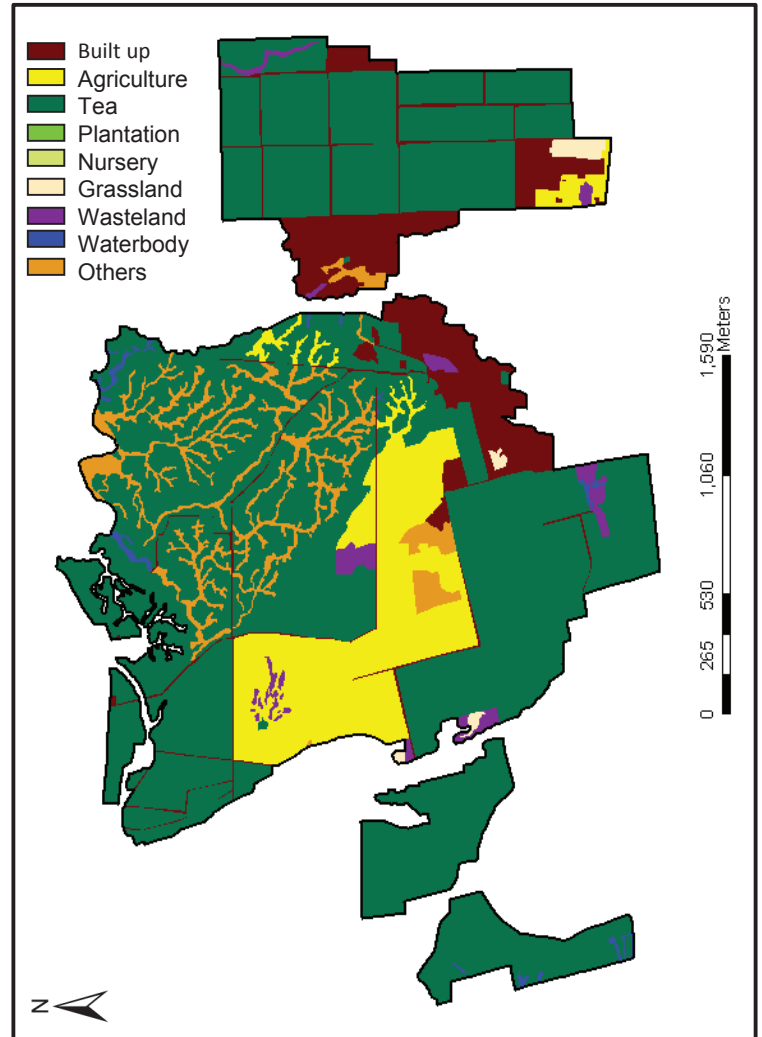 Built up
Agriculture
Tea
Plantation
Nursery
Grassland
Wasteland
Waterbody
Others
0 265 530 1,060 1,590
Meters
N